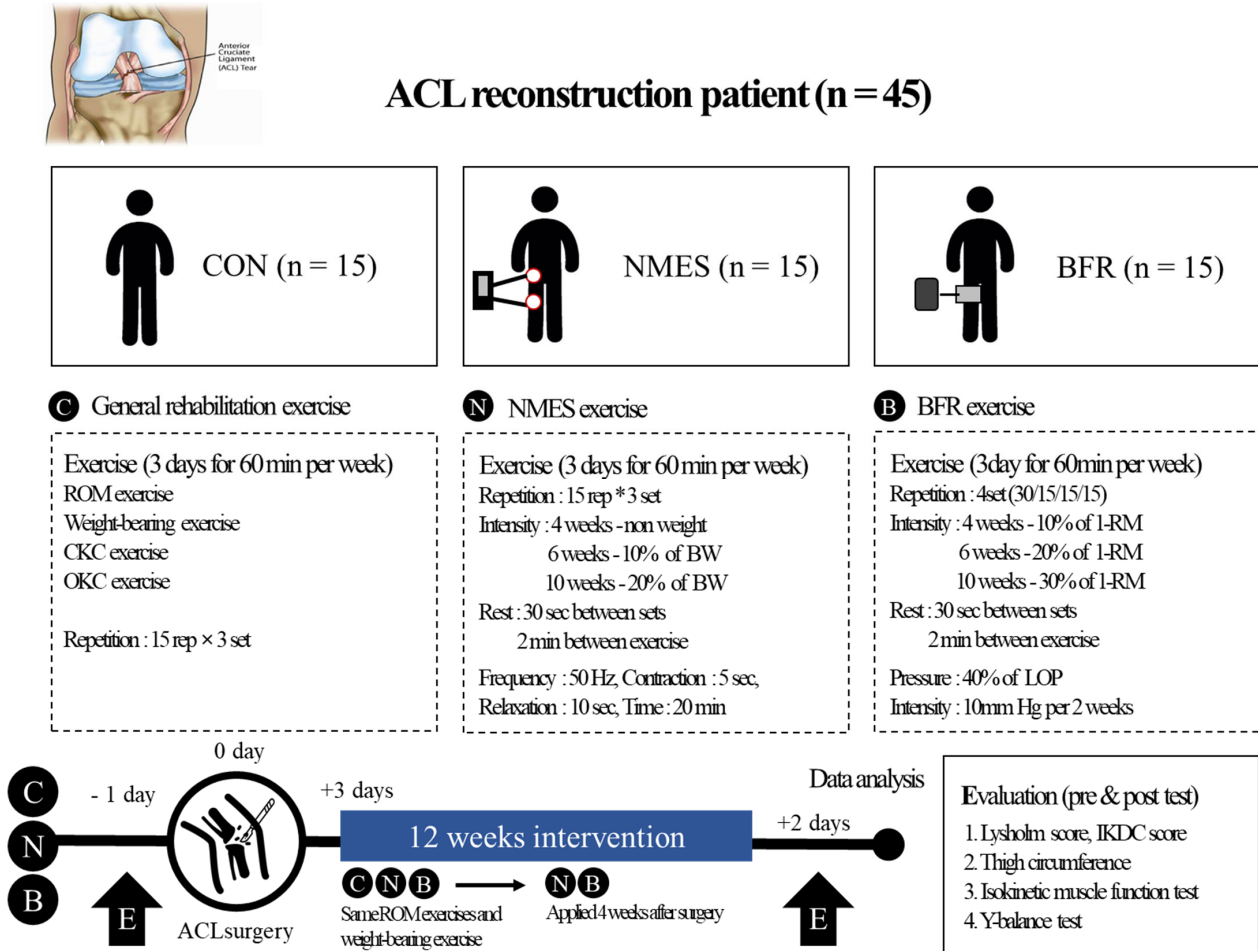 Anterior
Cruciate
Ligament
(ACL) Tear
ACL reconstruction patient (n = 45)
CON (n = 15)
NMES (n = 15)
BFR (n = 15)
C General rehabilitation exercise
Exercise (3 days for 60 min per week)
ROM exercise
Weight-bearing exercise
CKC exercise
OKC exercise
Repetition : 15 rep × 3 set
N NMES exercise
Exercise (3 days for 60 min per week)
Repetition : 15 rep * 3 set
Intensity : 4 weeks - non weight
6 weeks - 10% of BW
10 weeks - 20% of BW
Rest : 30 sec between sets
2 min between exercise
Frequency : 50 Hz, Contraction : 5 sec,
Relaxation : 10 sec, Time : 20 min
B BFR exercise
Exercise (3day for 60min per week)
Repetition : 4set (30/15/15/15)
Intensity : 4 weeks - 10% of 1-RM
6 weeks - 20% of 1-RM
10 weeks - 30% of 1-RM
Rest : 30 sec between sets
2 min between exercise
Pressure : 40% of LOP
Intensity : 10mm Hg per 2 weeks
C
N
B
- 1 day
E
0 day
ACL surgery
+3 days
12 weeks intervention
C N B
Same ROM exercises and
weight-bearing exercise
N B
Applied 4 weeks after surgery
+2 days
E
Data analysis
Evaluation (pre & post test)
1. Lysholm score, IKDC score
2. Thigh circumference
3. Isokinetic muscle function test
4. Y-balance test